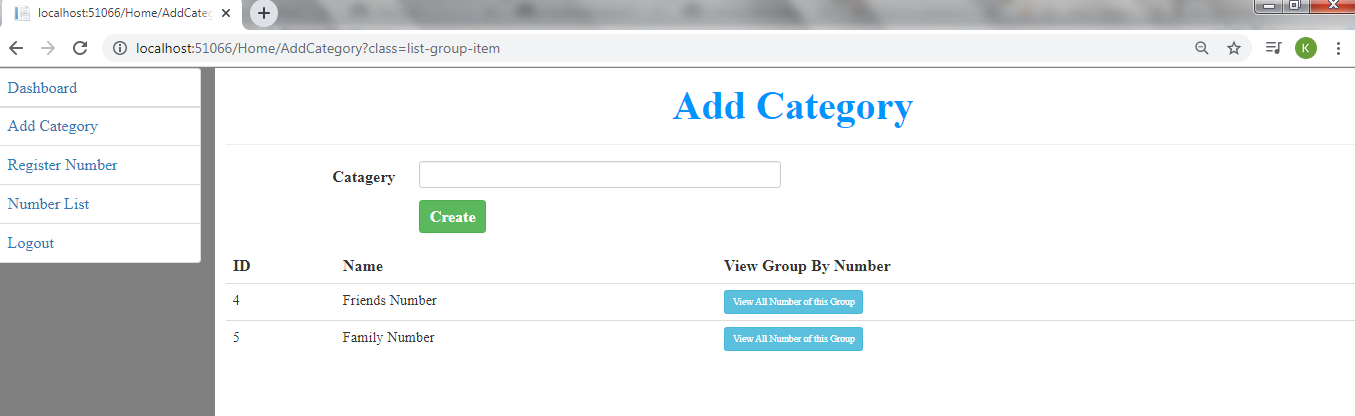 localhost:51066/Home/AddCateg
localhost:51066/Home/AddCategory?class=list-group-item
K
Dashboard
Add Category
Register Number
Number List
Logout
Add Category
Catagery
Create
ID Name View Group By Number
4 Friends Number View All Number of this Group
5 Family Number View All Number of this Group